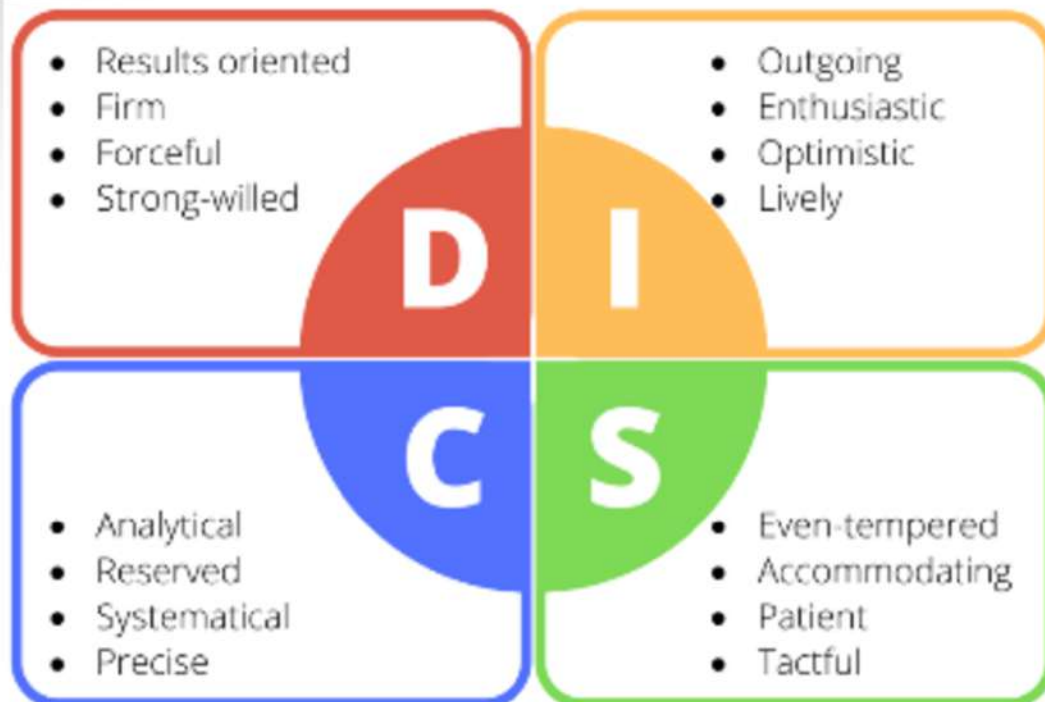 • Results oriented
• Firm
• Forceful
• Strong-willed
D
• Outgoing
• Enthusiastic
• Optimistic
• Lively
I
C
• Analytical
• Reserved
• Systematical
• Precise
S
• Even-tempered
• Accommodating
• Patient
• Tactful